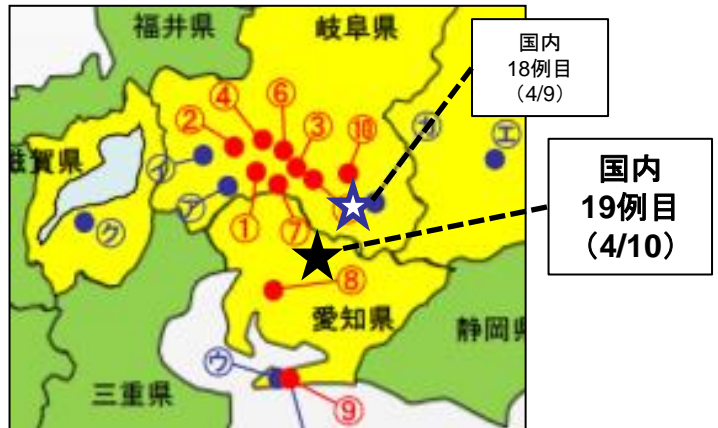 福井県
岐阜県
国内
18例目
(4/9)
④
⑥
②
③
⑩
エ
滋賀県
イ
ア
①
⑦
ク
国内
19例目
(4/10)
⑧
愛知県
静岡県
ウ
三重県
⑨